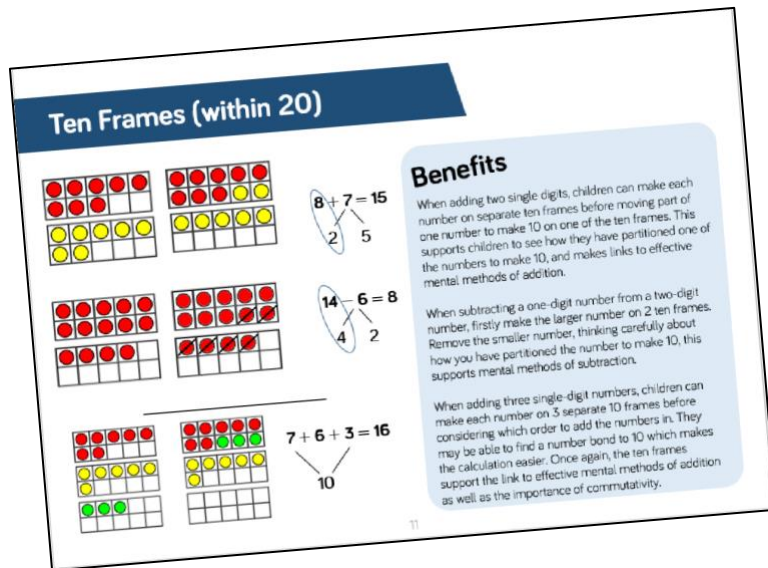 Ten Frames (within 20)
8 + 7 = 15
2 5
14 – 6 = 8
4 2
7 + 6 + 3 = 16
10
Benefits
When adding two single digits, children can make each
number on separate ten frames before moving part of
one number to make 10 on one of the ten frames. This
supports children to see how they have partitioned one of
the numbers to make 10, and makes links to effective
mental methods of addition.
When subtracting a one-digit number from a two-digit
number, firstly make the larger number on 2 ten frames.
Remove the smaller number, thinking carefully about
how you have partitioned the number to make 10, this
supports mental methods of subtraction.
When adding three single-digit numbers, children can
make each number on 3 separate 10 frames before
considering which order to add the numbers in. They
may be able to find a number bond to 10 which makes
the calculation easier. Once again, the ten frames
support the link to effective mental methods of addition
as well as the importance of commutativity.
11